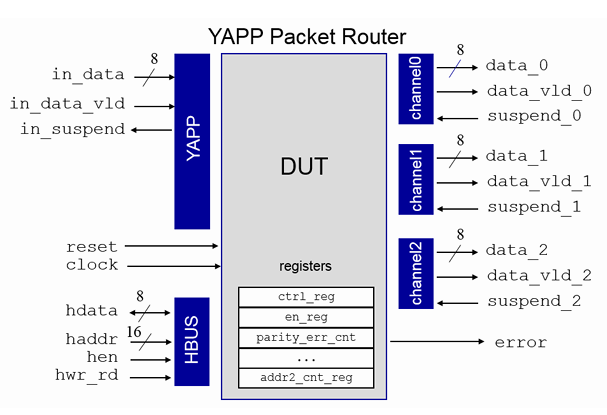 YAPP Packet Router
8
in_data
in_data_vld
in_suspend
YAPP
reset
clock
8
hdata
16
haddr
hen
hwr_rd
HBUS
DUT
registers
ctrl_reg
en_reg
parity_err_cnt
...
addr2_cnt_reg
channel0
8
data_0
data_vld_0
suspend_0
channel1
8
data_1
data_vld_1
suspend_1
channel2
8
data_2
data_vld_2
suspend_2
error